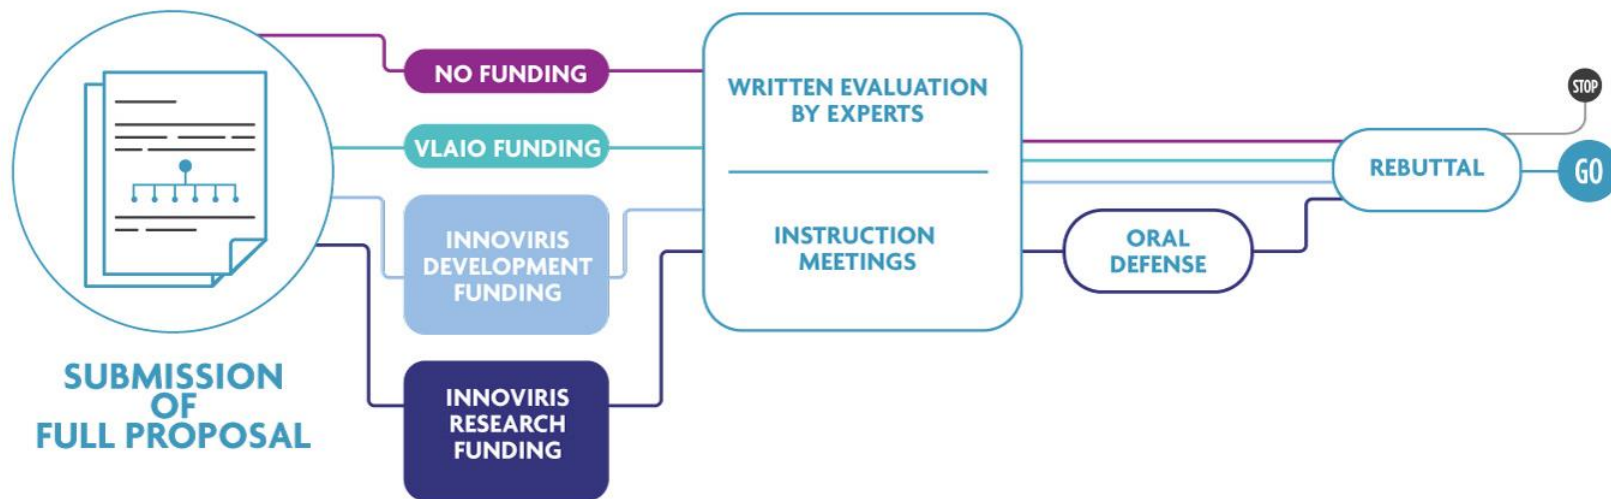 NO FUNDING
VLAIO FUNDING
INNOVIRIS
DEVELOPMENT
FUNDING
INNOVIRIS
RESEARCH
FUNDING
SUBMISSION
OF
FULL PROPOSAL
WRITTEN EVALUATION
BY EXPERTS
INSTRUCTION
MEETINGS
ORAL
DEFENSE
REBUTTAL
STOP
GO